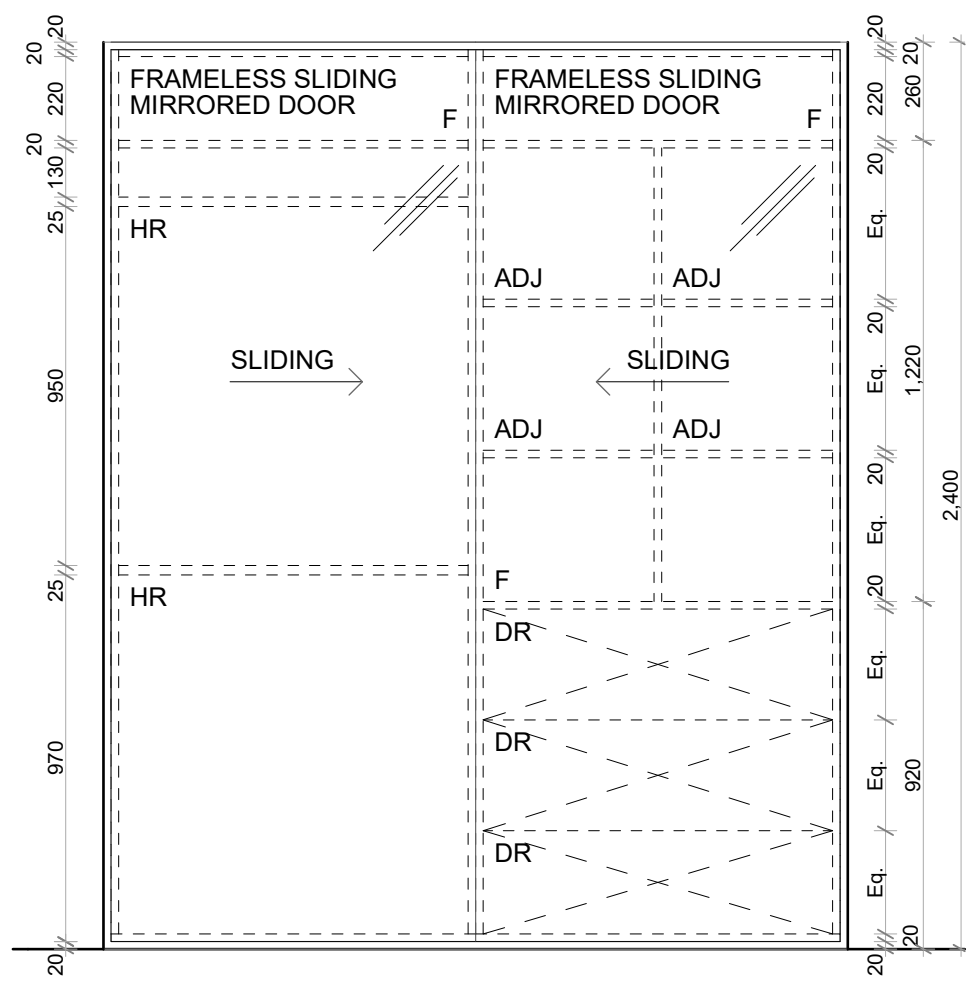 20
20
220
20
130
25
950
25
970
20
FRAMELESS SLIDING
MIRRORED DOOR
F
HR
SLIDING
HR
FRAMELESS SLIDING
MIRRORED DOOR
F
ADJ
ADJ
SLIDING
ADJ
ADJ
F
DR
DR
DR
20
220
20
Eq.
20
Eq.
20
Eq.
20
Eq.
Eq.
Eq.
20
20
260
1,220
920
20
2,400